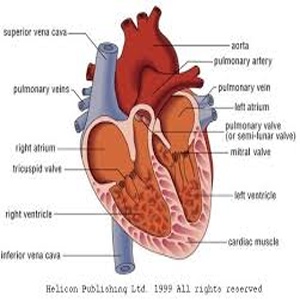 superior vena cava
aorta
pulmonary artery
pulmonary veins
pulmonary vein
left atrium
pulmonary valve
(or semi-lunar valve)
right atrium
mitral valve
tricuspid valve
left ventricle
right ventricle
cardiac muscle
inferior vena cava
Helicon Publishing Ltd. 1999 All rights reserved